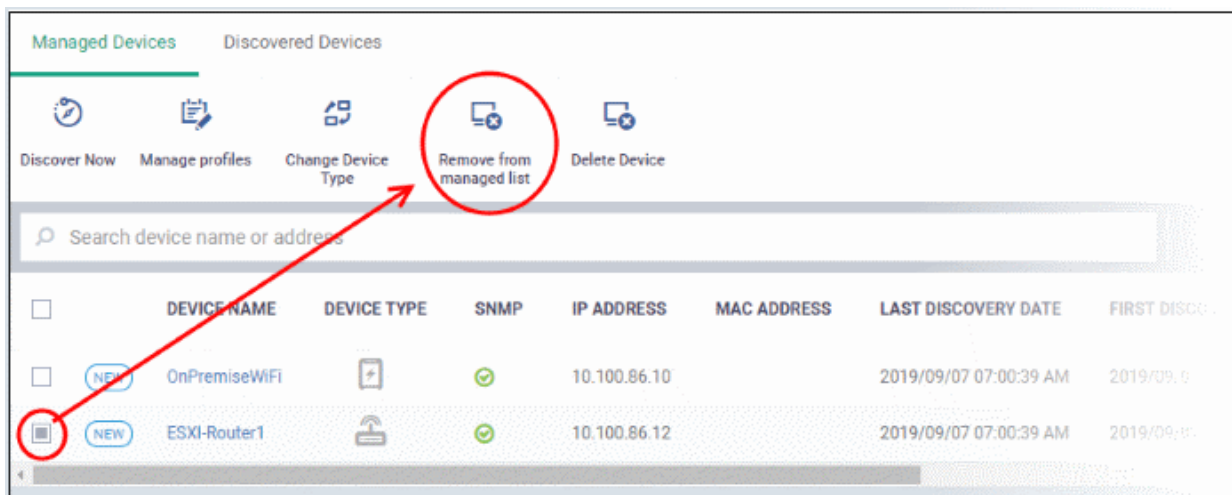 Managed Devices Discovered Devices
Discover Now Manage profiles Change Device Type Remove from managed list Delete Device
Search device name or address
DEVICE NAME DEVICE TYPE SNMP IP ADDRESS MAC ADDRESS LAST DISCOVERY DATE FIRST
NEW OnPremiseWiFi 10.100.86.10 2019/09/07 07:00:39 AM
NEW ESXI-Router1 10.100.86.12 2019/09/07 07:00:39 AM